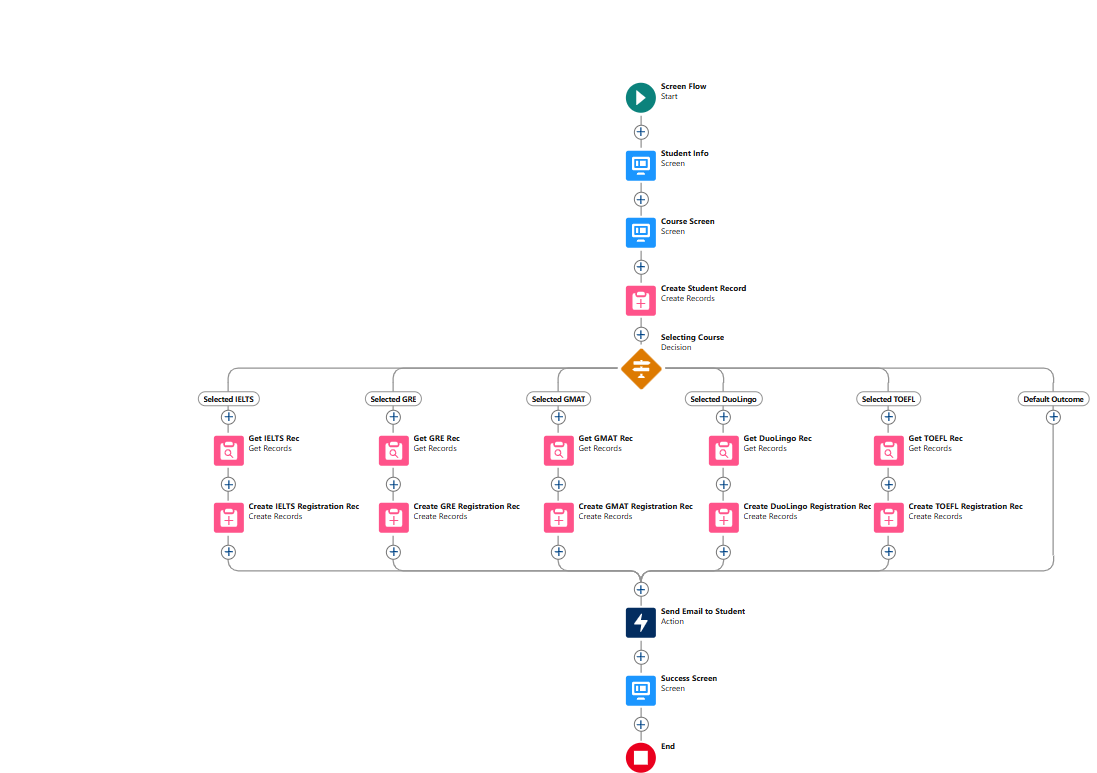 Screen Flow
Start
Student Info
Screen
Course Screen
Screen
Create Student Record
Create Records
Selecting Course
Decision
Selected IELTS
Selected GRE
Selected GMAT
Selected DuoLingo
Selected TOEFL
Default Outcome
Get IELTS Rec
Get Records
Get GRE Rec
Get Records
Get GMAT Rec
Get Records
Get DuoLingo Rec
Get Records
Get TOEFL Rec
Get Records
Create IELTS Registration Rec
Create Records
Create GRE Registration Rec
Create Records
Create GMAT Registration Rec
Create Records
Create DuoLingo Registration Rec
Create Records
Create TOEFL Registration Rec
Create Records
Send Email to Student
Action
Success Screen
Screen
End